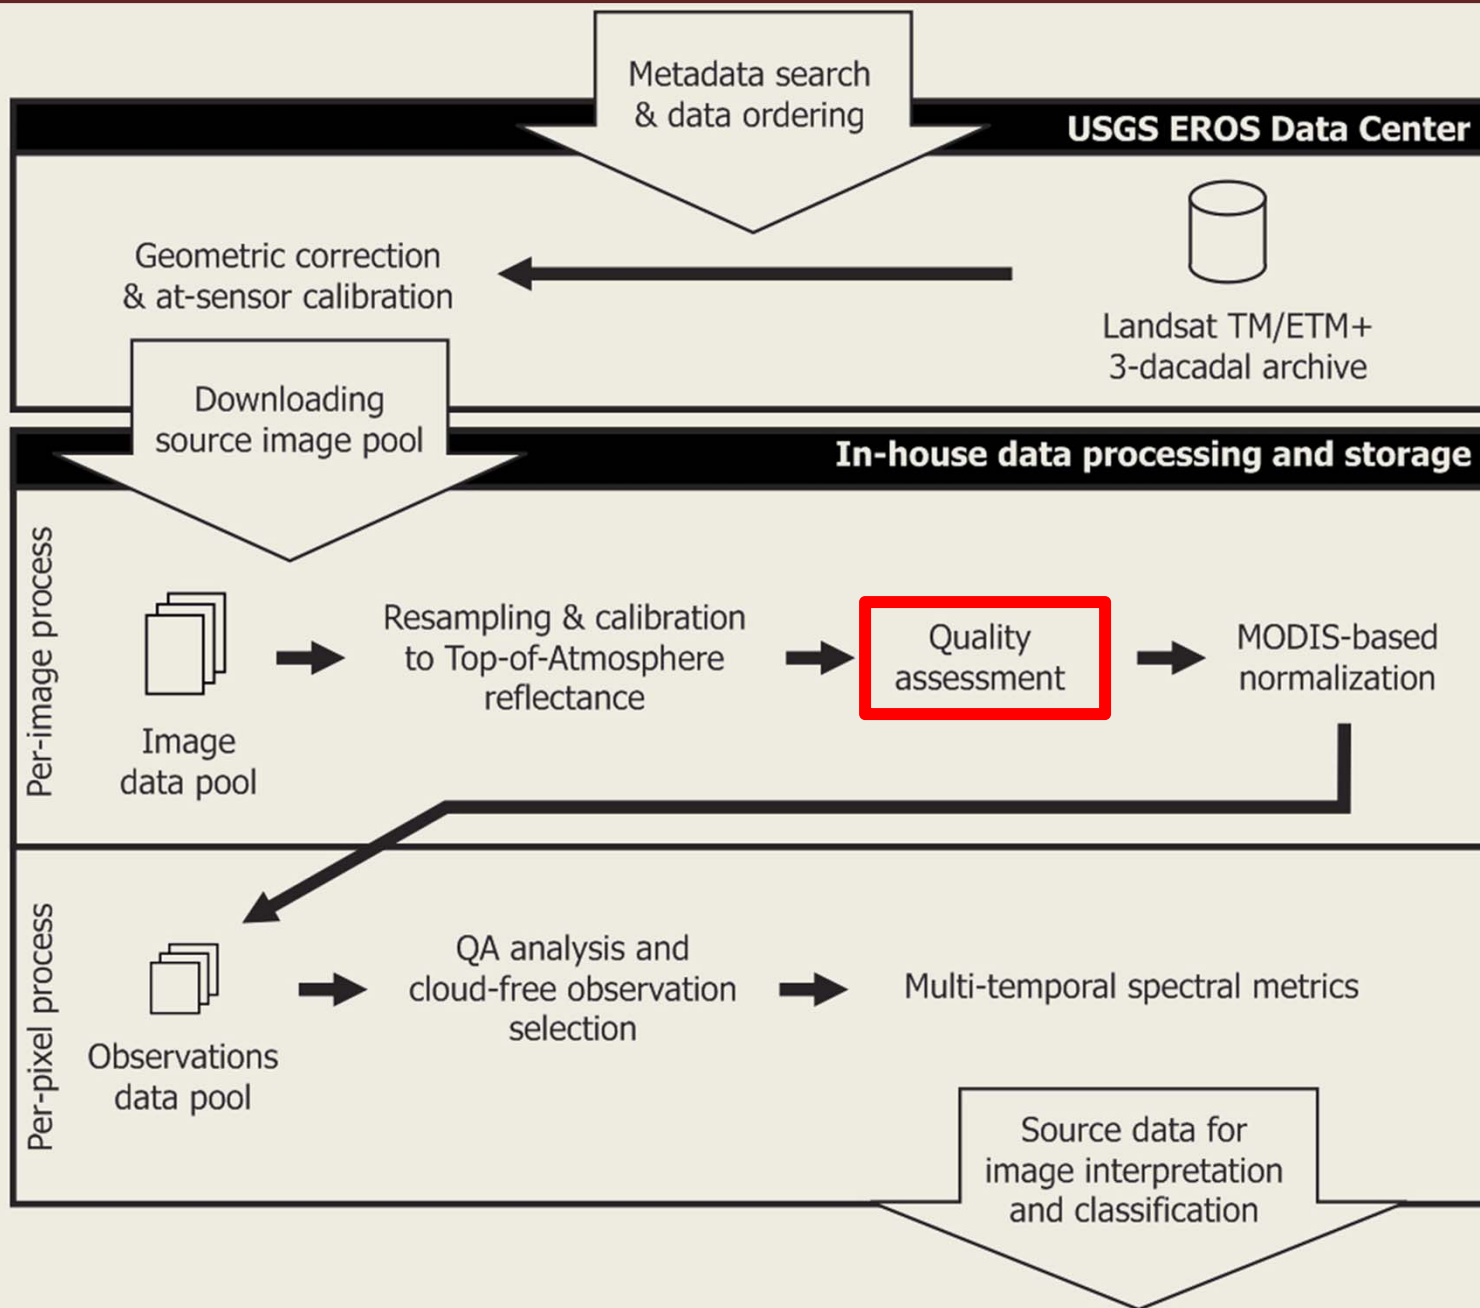 Metadata search
& data ordering
USGS EROS Data Center
Geometric correction
& at-sensor calibration
Landsat TM/ETM+
3-dacadal archive
Downloading
source image pool
In-house data processing and storage
Per-image process
Image
data pool
Resampling & calibration
to Top-of-Atmosphere
reflectance
Quality
assessment
MODIS-based
normalization
Per-pixel process
Observations
data pool
QA analysis and
cloud-free observation
selection
Multi-temporal spectral metrics
Source data for
image interpretation
and classification